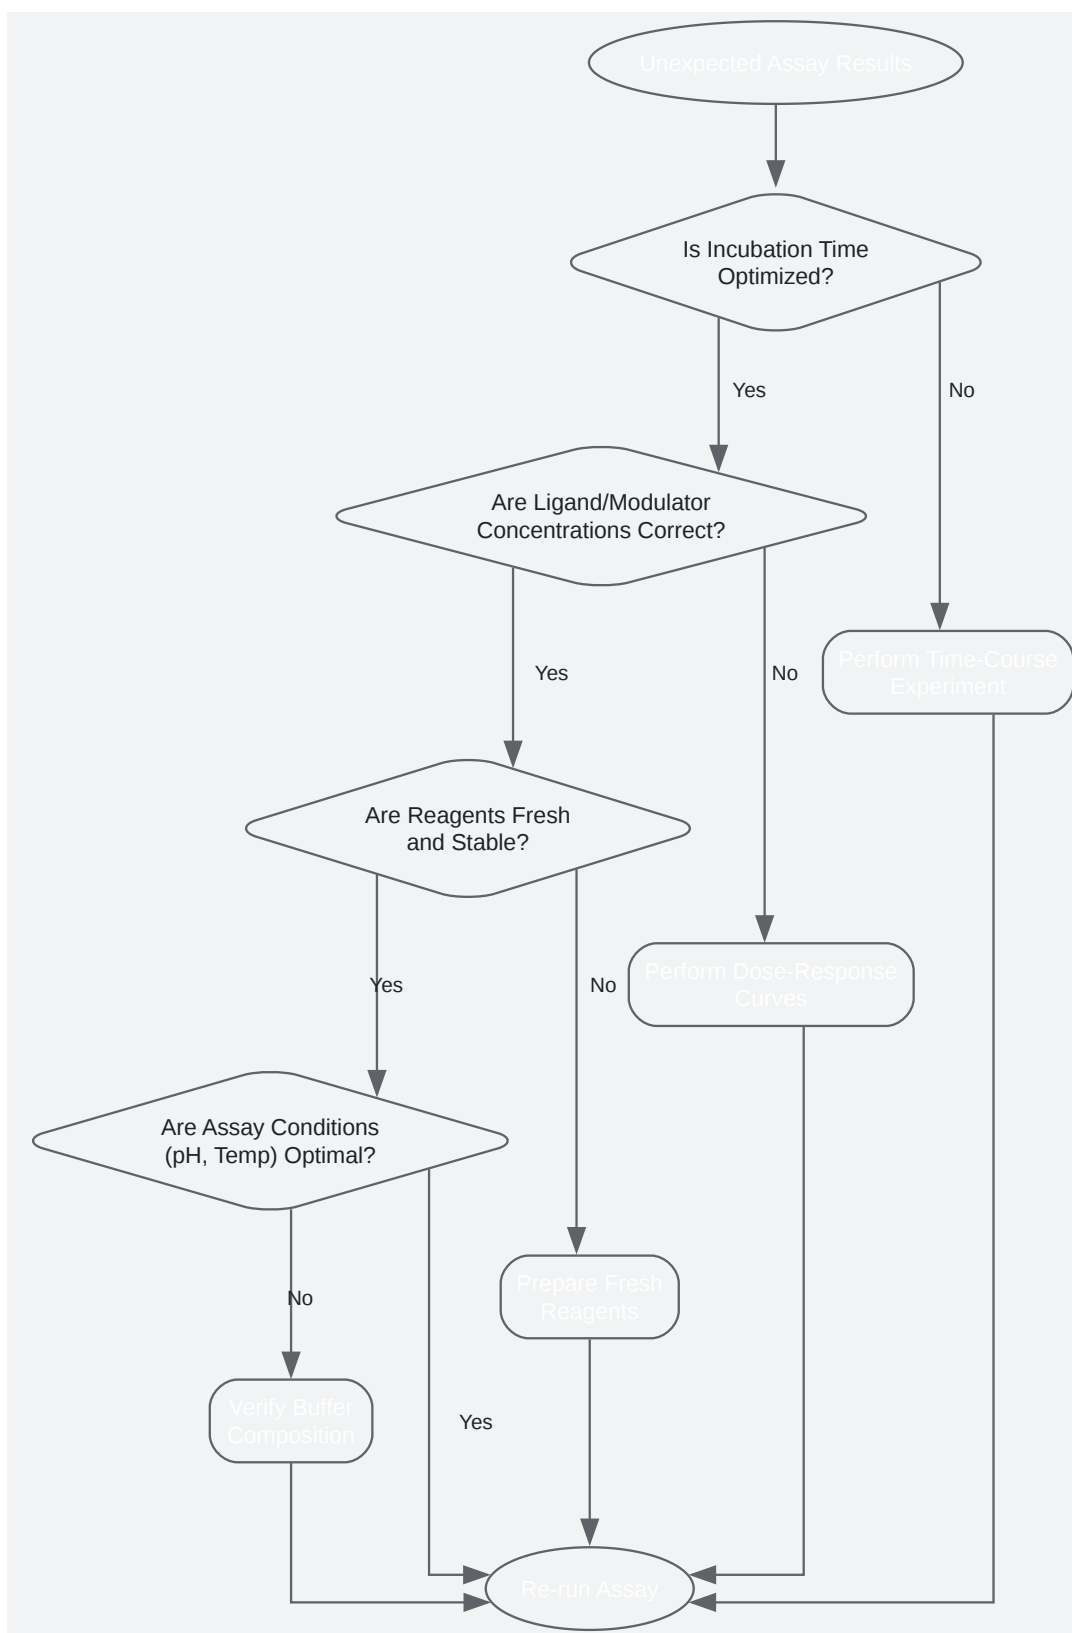 Unexpected Assay Results
Is Incubation Time
Optimized?
Yes
No
Are Ligand/Modulator
Concentrations Correct?
Yes
No
Perform Time-Course
Experiment
Are Reagents Fresh
and Stable?
Yes
No
Perform Dose-Response
Curves
Are Assay Conditions
(pH, Temp) Optimal?
No
Yes
Prepare Fresh
Reagents
Verify Buffer
Composition
Re-run Assay